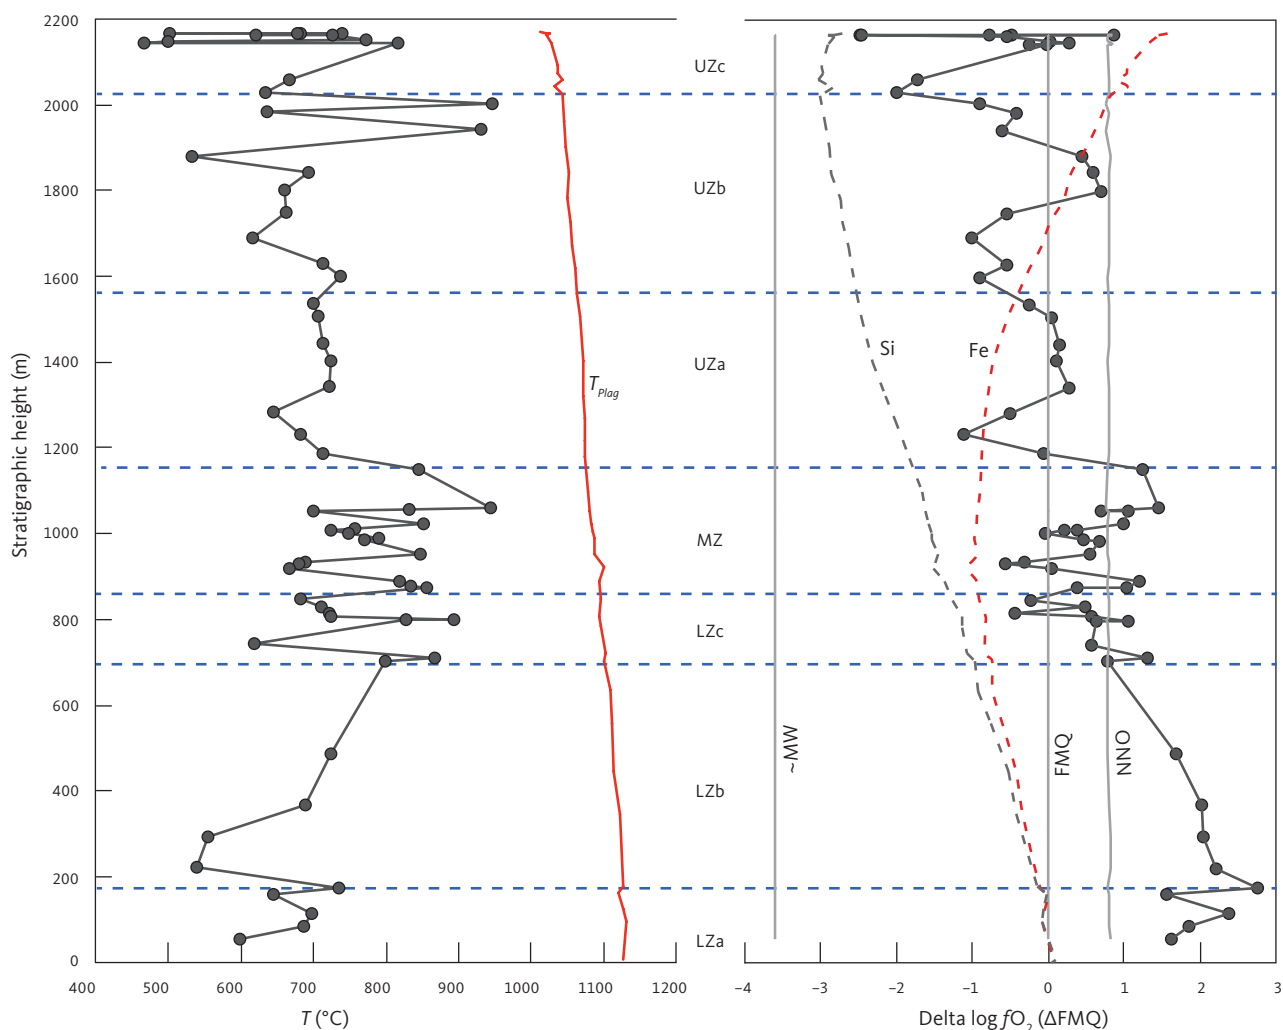 2200
2000
1800
1600
1400
1200
1000
800
600
400
200
0
Stratigraphic height (m)
400
500
600
700
800
900
1000
1100
1200
T (°C)
T_Plag
UZc
UZb
UZa
MZ
LZc
LZb
LZa
Si
Fe
~MW
FMQ
NNO
−4
−3
−2
−1
0
1
2
3
Delta log fO₂ (ΔFMQ)